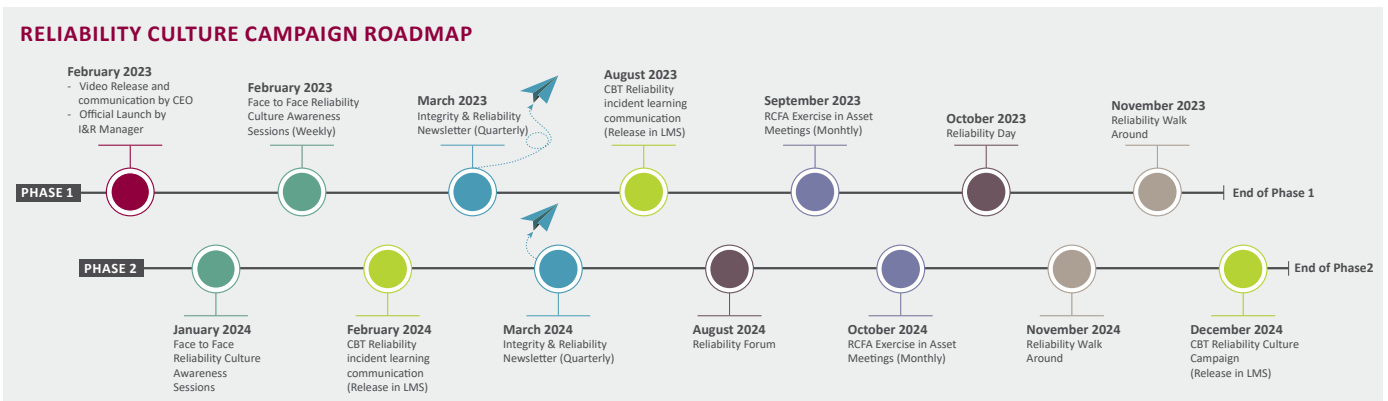 RELIABILITY CULTURE CAMPAIGN ROADMAP
February 2023
- Video Release and
communication by CEO
- Official Launch by
I&R Manager
February 2023
Face to Face Reliability
Culture Awareness
Sessions (Weekly)
March 2023
Integrity & Reliability
Newsletter (Quarterly)
August 2023
CBT Reliability
incident learning
communication
(Release in LMS)
September 2023
RCFA Exercise in Asset
Meetings (Monhtly)
October 2023
Reliability Day
November 2023
Reliability Walk
Around
PHASE 1
End of Phase 1
PHASE 2
End of Phase2
January 2024
Face to Face
Reliability Culture
Awareness
Sessions
February 2024
CBT Reliability
incident learning
communication
(Release in LMS)
March 2024
Integrity & Reliability
Newsletter (Quarterly)
August 2024
Reliability Forum
October 2024
RCFA Exercise in Asset
Meetings (Monthly)
November 2024
Reliability Walk
Around
December 2024
CBT Reliability Culture
Campaign
(Release in LMS)